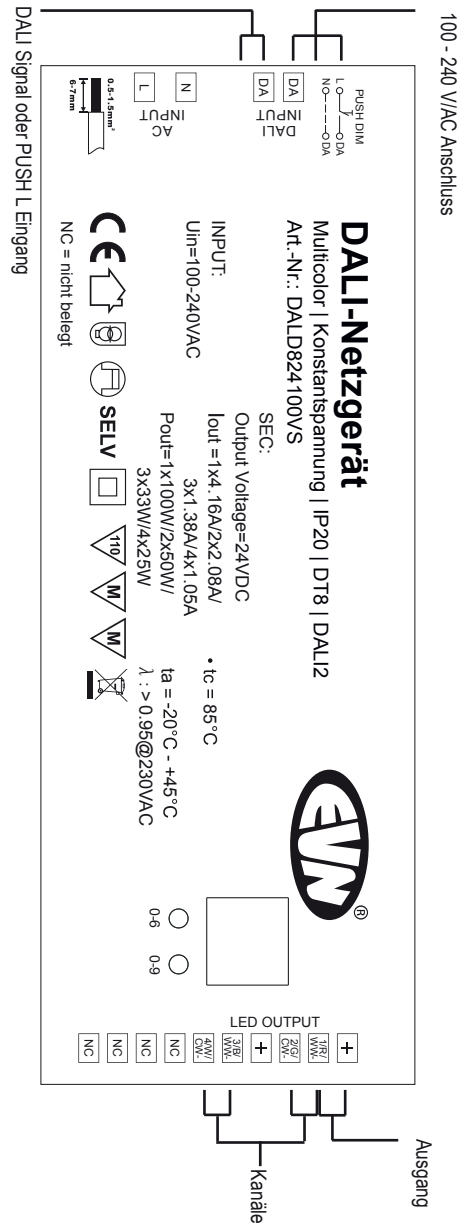 100 - 240 V/AC Anschluss
DALI Signal oder PUSH L Eingang
PUSH DIM
L DA
N DA
DA
DA
DALI
INPUT
N
L
AC
INPUT
0.5-1.5mm²
6-7mm
DALI-Netzgerät
Multicolor | Konstantspannung | IP20 | DT8 | DALI2
Art.-Nr.: DALD824100VS
INPUT:
Uin=100-240VAC
SEC:
Output Voltage=24VDC
Iout =1x4.16A/2x2.08A/
3x1.38A/4x1.05A
Pout=1x100W/2x50W/
3x33W/4x25W
• tc = 85°C
ta = -20°C - +45°C
λ : > 0.95@230VAC
NC = nicht belegt
CE
SELV
110
M
M
EVN®
0-6
0-9
LED OUTPUT
+
1/R/
WW-
2/G/
CW-
+
3/B/
WW-
4/W/
CW-
NC
NC
NC
NC
Ausgang
Kanäle